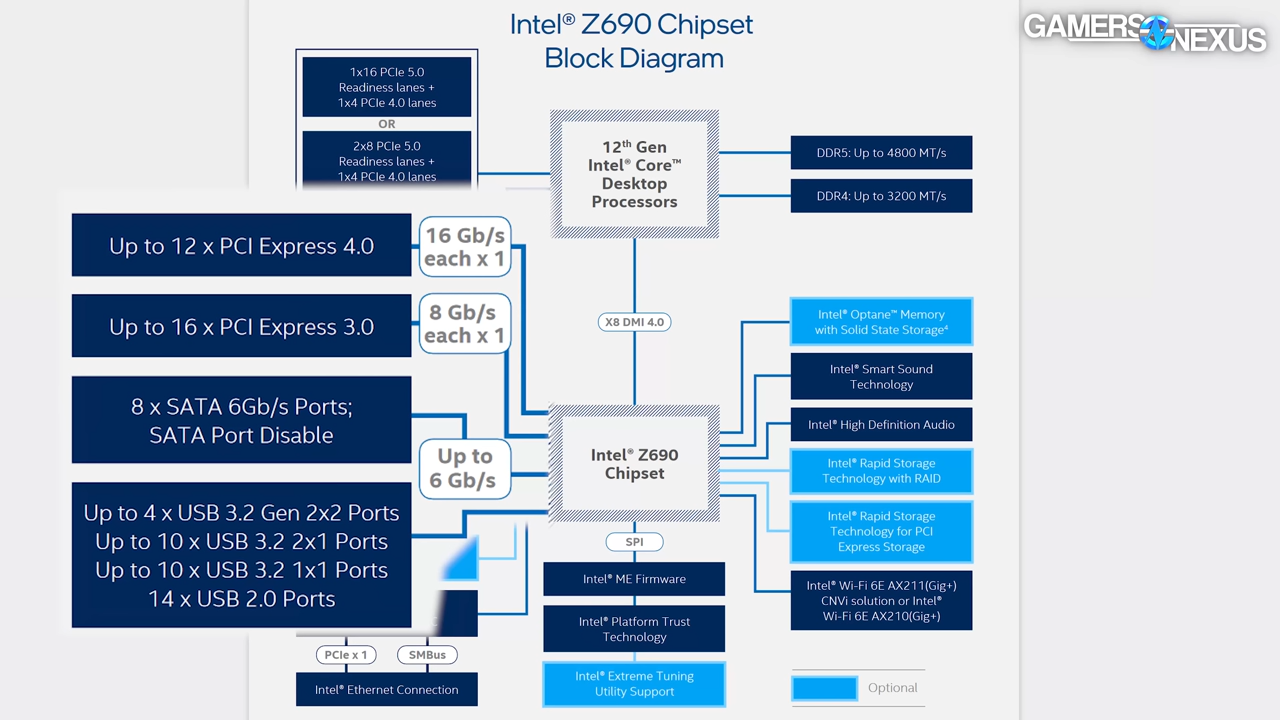 Intel® Z690 Chipset
Block Diagram
GAMERS NEXUS
1x16 PCIe 5.0
Readiness lanes +
1x4 PCIe 4.0 lanes
OR
2x8 PCIe 5.0
Readiness lanes +
1x4 PCIe 4.0 lanes
12th Gen
Intel® Core™
Desktop
Processors
DDR5: Up to 4800 MT/s
DDR4: Up to 3200 MT/s
Up to 12 x PCI Express 4.0
16 Gb/s
each x 1
Up to 16 x PCI Express 3.0
8 Gb/s
each x 1
8 x SATA 6Gb/s Ports;
SATA Port Disable
Up to
6 Gb/s
Up to 4 x USB 3.2 Gen 2x2 Ports
Up to 10 x USB 3.2 2x1 Ports
Up to 10 x USB 3.2 1x1 Ports
14 x USB 2.0 Ports
X8 DMI 4.0
Intel® Z690
Chipset
Intel® Optane™ Memory
with Solid State Storage⁴
Intel® Smart Sound
Technology
Intel® High Definition Audio
Intel® Rapid Storage
Technology with RAID
Intel® Rapid Storage
Technology for PCI
Express Storage
Intel® Wi-Fi 6E AX211(Gig+)
CNVi solution or Intel®
Wi-Fi 6E AX210(Gig+)
SPI
Intel® ME Firmware
Intel® Platform Trust
Technology
Intel® Extreme Tuning
Utility Support
PCIe x 1
SMBus
Intel® Ethernet Connection
Optional